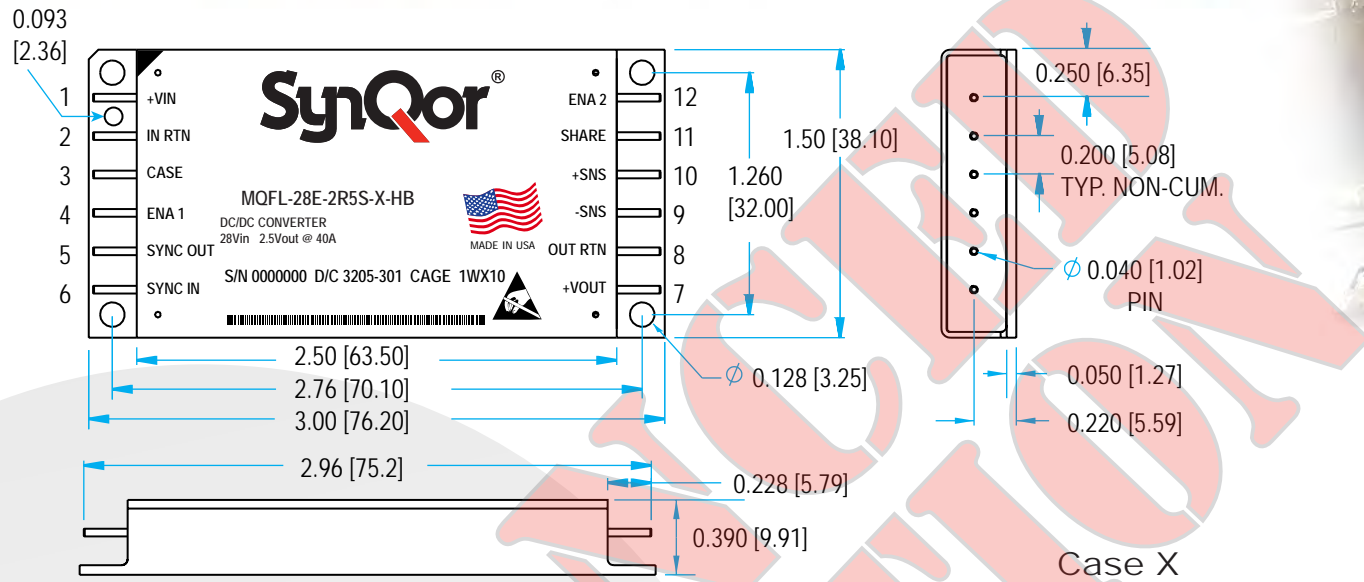 0.093
[2.36]
SynQor®
1 +VIN
2 IN RTN
3 CASE
4 ENA 1
5 SYNC OUT
6 SYNC IN
ENA 2 12
SHARE 11
+SNS 10
-SNS 9
OUT RTN 8
+VOUT 7
MQFL-28E-2R5S-X-HB
DC/DC CONVERTER
28Vin 2.5Vout @ 40A
MADE IN USA
S/N 0000000 D/C 3205-301 CAGE 1WX10
1.260
[32.00]
1.50 [38.10]
2.50 [63.50]
2.76 [70.10]
3.00 [76.20]
Ø 0.128 [3.25]
0.250 [6.35]
0.200 [5.08]
TYP. NON-CUM.
Ø 0.040 [1.02]
PIN
0.050 [1.27]
0.220 [5.59]
2.96 [75.2]
0.228 [5.79]
0.390 [9.91]
Case X